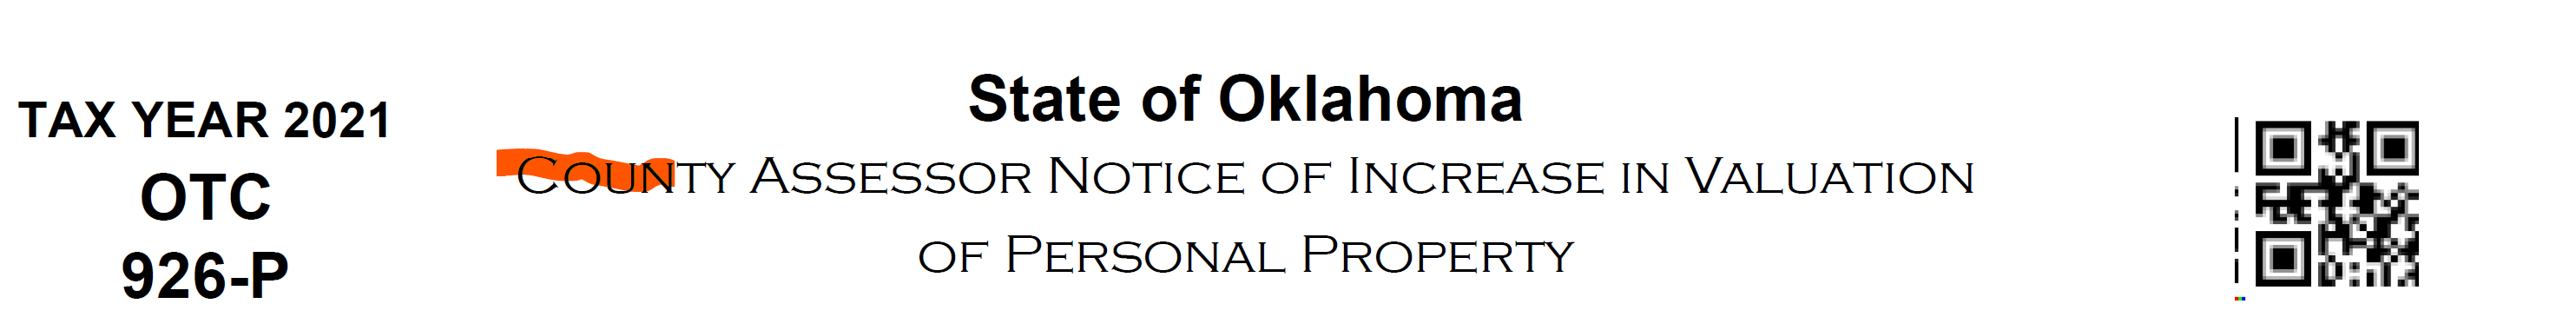 State of Oklahoma
TAX YEAR 2021
County Assessor Notice of Increase in Valuation
OTC
of Personal Property
926-P